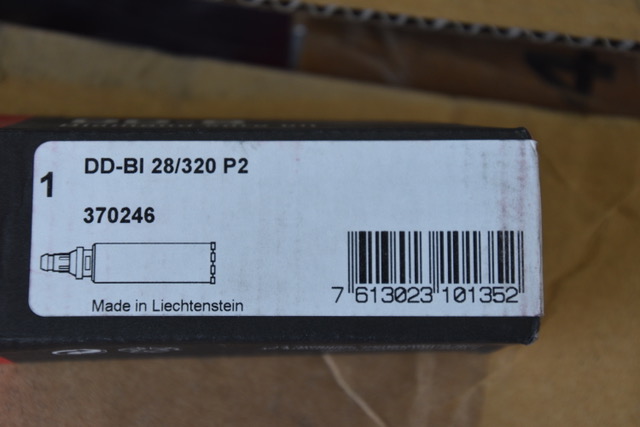 1
DD-BI 28/320 P2
370246
Made in Liechtenstein
7 613023 101352